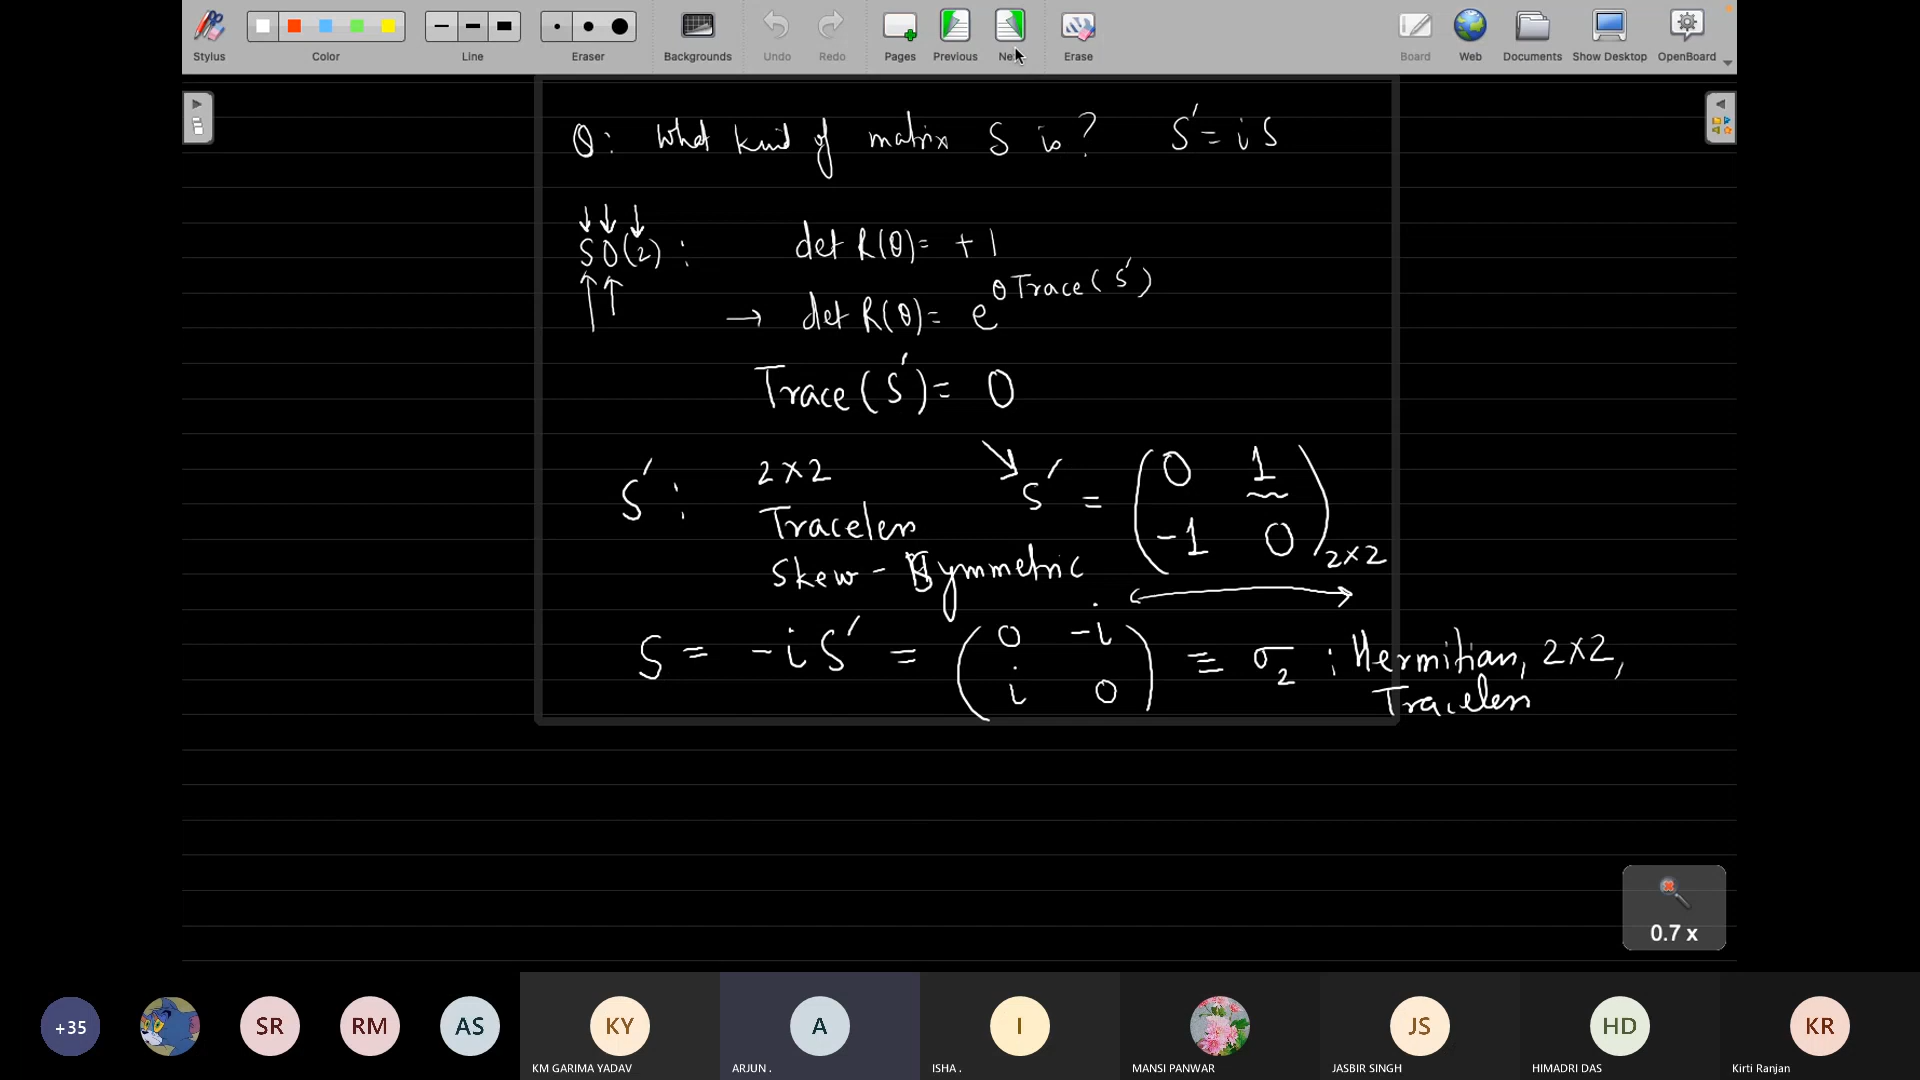 Stylus Color Line Eraser Backgrounds Undo Redo Pages Previous Next Erase Board Web Documents Show Desktop OpenBoard
Q: What kind of matrix S is? S' = i S
SO(2) : det R(θ) = + 1
→ det R(θ) = e^{θ Trace(S')}
Trace(S') = 0
S' : 2×2 S' = ( 0 1
Traceless -1 0 )2×2
Skew - Symmetric
S = -i S' = ( 0 -i ≡ σ2 ; Hermitian, 2×2,
i 0 ) Traceless
0.7 x
+35 SR RM AS KY A I JS HD KR
KM GARIMA YADAV ARJUN . ISHA . MANSI PANWAR JASBIR SINGH HIMADRI DAS Kirti Ranjan